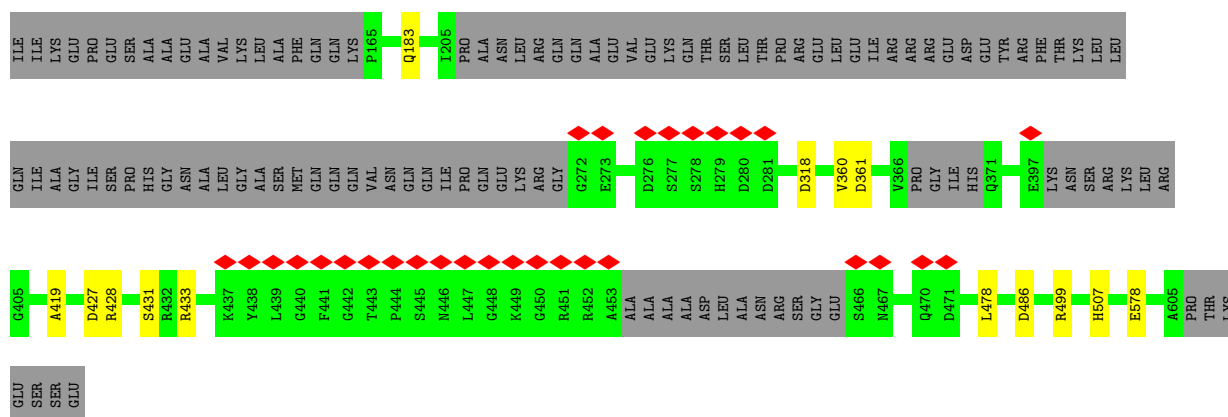 ILE ILE LYS GLU PRO GLU SER ALA ALA GLU ALA VAL LYS LEU ALA PHE GLN GLN LYS P165 Q183 I205 PRO ALA ASN LEU ARG GLN GLN ALA GLU VAL GLU LYS GLN THR SER LEU THR PRO ARG GLU LEU GLU ILE ARG ARG ARG GLU ASP GLU TYR ARG PHE THR LYS LEU LEU
GLN ILE ALA GLY ILE SER PRO HIS GLY ASN ALA LEU GLY ALA SER MET GLN GLN GLN VAL ASN GLN GLN ILE PRO GLN GLU LYS ARG GLY G272 E273 D276 S277 S278 H279 D280 D281 D318 V360 D361 V366 PRO GLY ILE HIS Q371 E397 LYS ASN SER ARG LYS LEU ARG
G405 A419 D427 R428 S431 R432 R433 K437 Y438 L439 G440 F441 G442 T443 P444 S445 N446 L447 G448 K449 G450 R451 R452 A453 ALA ALA ALA ALA ASP LEU ALA ASN ARG SER GLY GLU S466 N467 Q470 D471 L478 D486 R499 H507 E578 A605 PRO THR LYS
GLU SER SER GLU